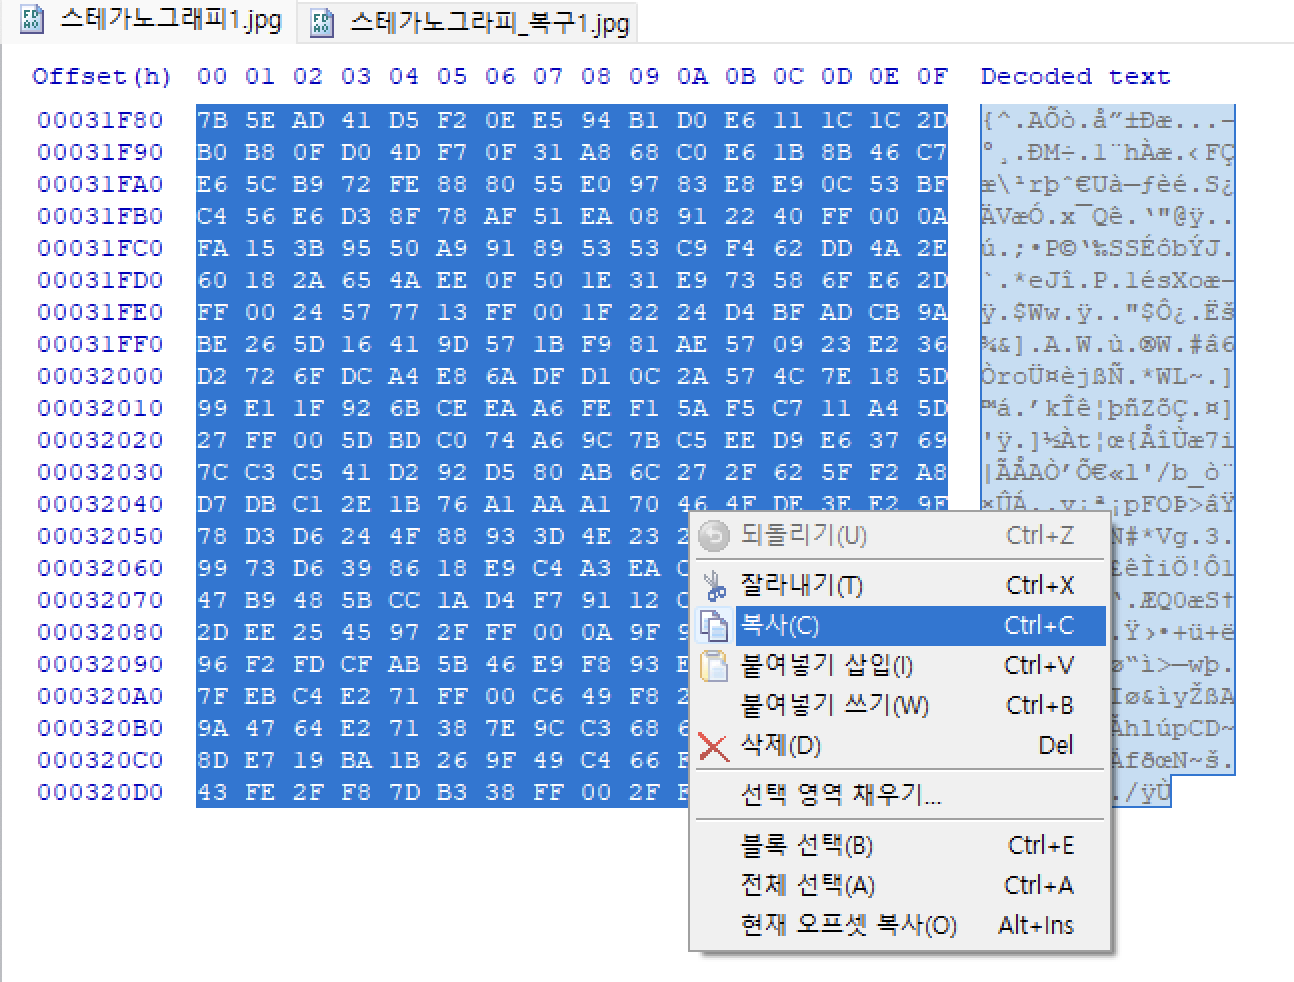 스테가노그래피1.jpg 스테가노그라피_복구1.jpg
Offset(h) 00 01 02 03 04 05 06 07 08 09 0A 0B 0C 0D 0E 0F Decoded text
00031F80 7B 5E AD 41 D5 F2 0E E5 94 B1 D0 E6 11 1C 1C 2D {^.AÕò.å”±Ðæ...–
00031F90 B0 B8 0F D0 4D F7 0F 31 A8 68 C0 E6 1B 8B 46 C7 °¸.ÐM÷.1¨hÀæ.‹FÇ
00031FA0 E6 5C B9 72 FE 88 80 55 E0 97 83 E8 E9 0C 53 BF æ\¹rþˆ€Uà—ƒèé.S¿
00031FB0 C4 56 E6 D3 8F 78 AF 51 EA 08 91 22 40 FF 00 0A ÄVæÓ.x¯Qê.‘"@ÿ..
00031FC0 FA 15 3B 95 50 A9 91 89 53 53 C9 F4 62 DD 4A 2E ú.;•P©‘‰SSÉôbÝJ.
00031FD0 60 18 2A 65 4A EE 0F 50 1E 31 E9 73 58 6F E6 2D `.*eJî.P.1ésXoæ–
00031FE0 FF 00 24 57 77 13 FF 00 1F 22 24 D4 BF AD CB 9A ÿ.$Ww.ÿ.."$Ô¿.Ëš
00031FF0 BE 26 5D 16 41 9D 57 1B F9 81 AE 57 09 23 E2 36 ¾&].A.W.ù.®W.#â6
00032000 D2 72 6F DC A4 E8 6A DF D1 0C 2A 57 4C 7E 18 5D ÒroÜ¤èjßÑ.*WL~.]
00032010 99 E1 1F 92 6B CE EA A6 FE F1 5A F5 C7 11 A4 5D ™á.’kÎê¦þñZõÇ.¤]
00032020 27 FF 00 5D BD C0 74 A6 9C 7B C5 EE D9 E6 37 69 'ÿ.]½Àt¦œ{ÅîÙæ7i
00032030 7C C3 C5 41 D2 92 D5 80 AB 6C 27 2F 62 5F F2 A8 |ÃÅAÒ’Õ€«l'/b_ò¨
00032040 D7 DB C1 2E 1B 76 A1 AA A1 70 46 4F DE 3E E2 9F ×ÛÁ..v¡ª¡pFOÞ>âŸ
00032050 78 D3 D6 24 4F 88 93 3D 4E 23 #*Vg.3.
00032060 99 73 D6 39 86 18 E9 C4 A3 EA £êÌiÖ!Ô1
00032070 47 B9 48 5B CC 1A D4 F7 91 12 .ÆQ0æS†
00032080 2D EE 25 45 97 2F FF 00 0A 9F .Ÿ›•+ü+ë
00032090 96 F2 FD CF AB 5B 46 E9 F8 93 ø“ì>—wþ.
000320A0 7F EB C4 E2 71 FF 00 C6 49 F8 Iø&ìyŽßA
000320B0 9A 47 64 E2 71 38 7E 9C C3 68 ÃhlúpCD~
000320C0 8D E7 19 BA 1B 26 9F 49 C4 66 ÄfðœN~š.
000320D0 43 FE 2F F8 7D B3 38 FF 00 2F ./ÿÙ
되돌리기(U) Ctrl+Z
잘라내기(T) Ctrl+X
복사(C) Ctrl+C
붙여넣기 삽입(I) Ctrl+V
붙여넣기 쓰기(W) Ctrl+B
삭제(D) Del
선택 영역 채우기...
블록 선택(B) Ctrl+E
전체 선택(A) Ctrl+A
현재 오프셋 복사(O) Alt+Ins